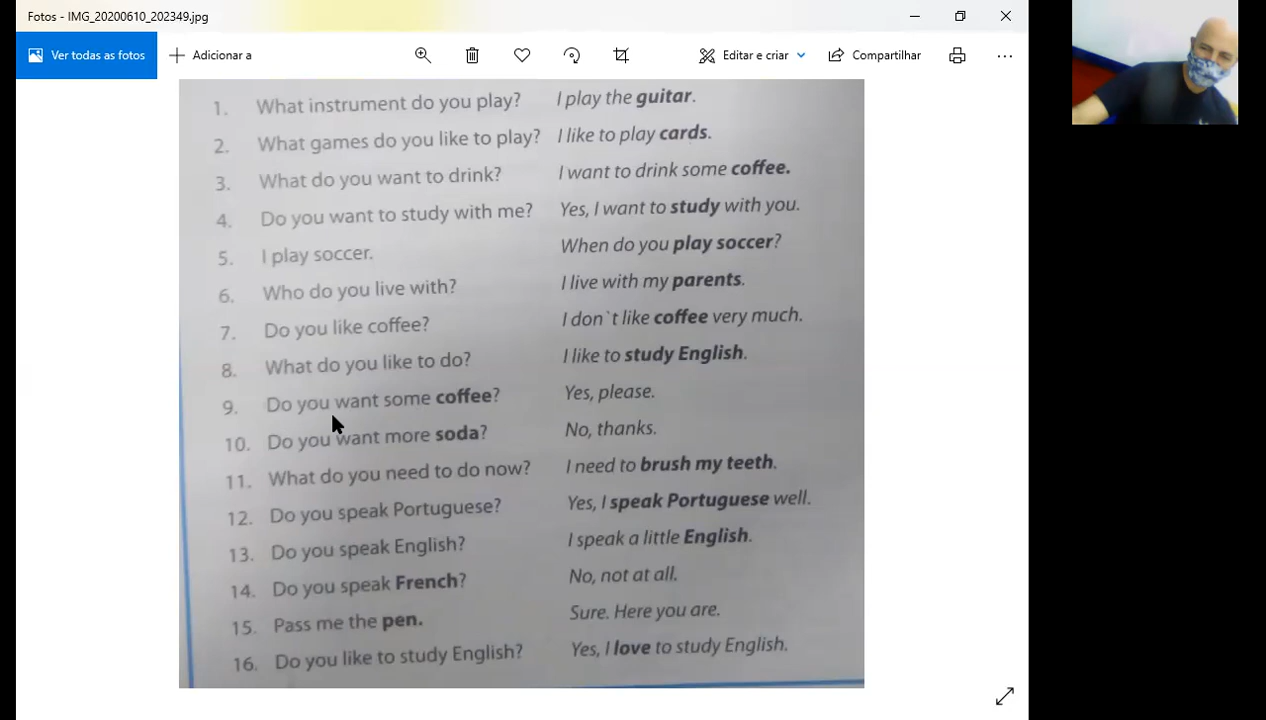 Fotos - IMG_20200610_202349.jpg
Ver todas as fotos
Adicionar a
Editar e criar
Compartilhar
1. What instrument do you play? I play the guitar.
2. What games do you like to play? I like to play cards.
3. What do you want to drink? I want to drink some coffee.
4. Do you want to study with me? Yes, I want to study with you.
5. I play soccer. When do you play soccer?
6. Who do you live with? I live with my parents.
7. Do you like coffee? I don`t like coffee very much.
8. What do you like to do? I like to study English.
9. Do you want some coffee? Yes, please.
10. Do you want more soda? No, thanks.
11. What do you need to do now? I need to brush my teeth.
12. Do you speak Portuguese? Yes, I speak Portuguese well.
13. Do you speak English? I speak a little English.
14. Do you speak French? No, not at all.
15. Pass me the pen. Sure. Here you are.
16. Do you like to study English? Yes, I love to study English.